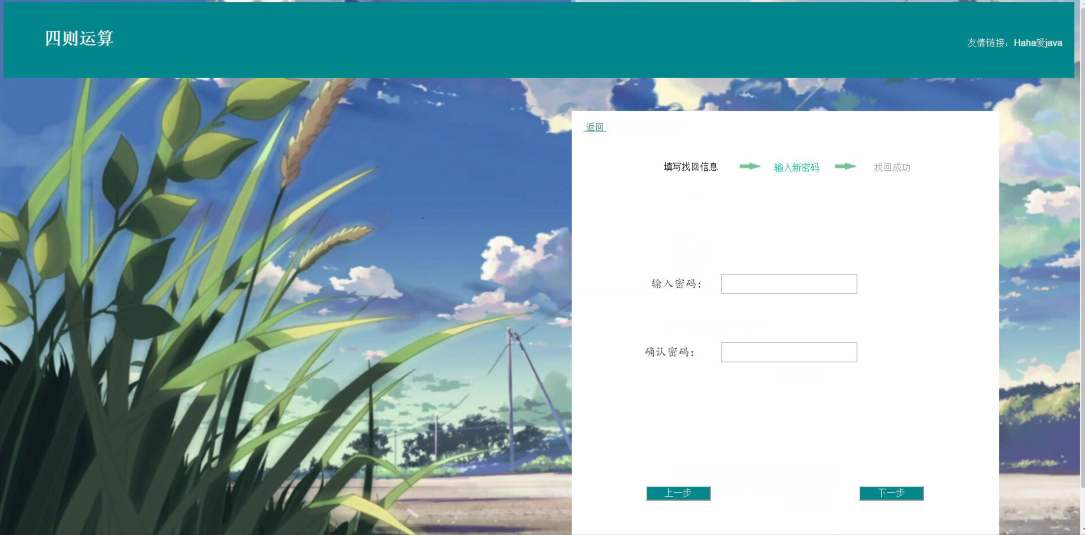 四则运算
友情链接：Haha爱java
返回
填写找回信息
输入新密码
找回成功
输入密码：
确认密码：
上一步
下一步